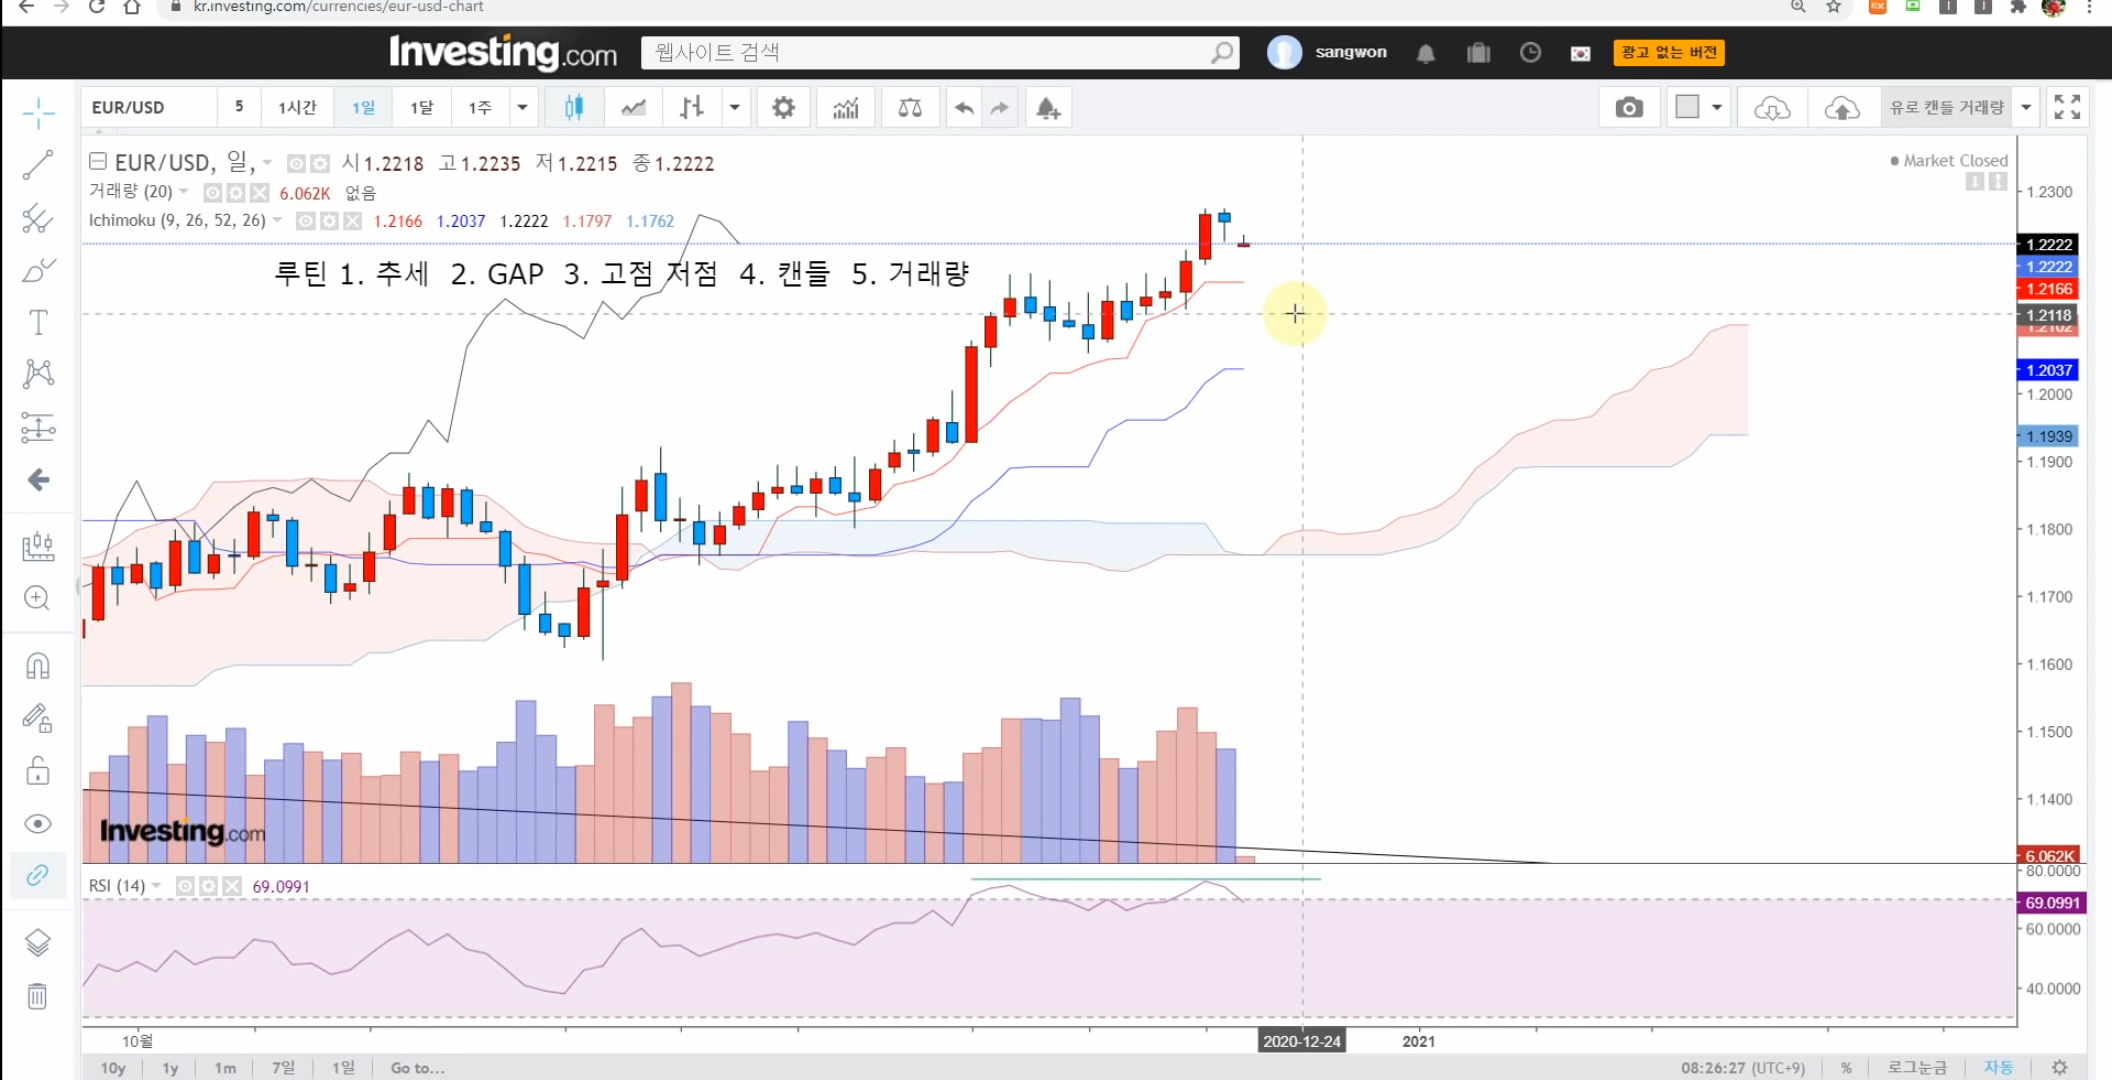 kr.investing.com/currencies/eur-usd-chart
Investing.com 웹사이트 검색 sangwon 광고 없는 버전
EUR/USD 5 1시간 1일 1달 1주 유로 캔들 거래량
EUR/USD, 일, 시1.2218 고1.2235 저1.2215 종1.2222
Market Closed
거래량 (20) 6.062K 없음
Ichimoku (9, 26, 52, 26) 1.2166 1.2037 1.2222 1.1797 1.1762
루틴 1. 추세 2. GAP 3. 고점 저점 4. 캔들 5. 거래량
1.2300
1.2222
1.2222
1.2166
1.2118
1.2102
1.2037
1.2000
1.1939
1.1900
1.1800
1.1700
1.1600
1.1500
1.1400
Investing.com
6.062K
80.0000
RSI (14) 69.0991
69.0991
60.0000
40.0000
10월 2020-12-24 2021
10y 1y 1m 7일 1일 Go to... 08:26:27 (UTC+9) % 로그눈금 자동